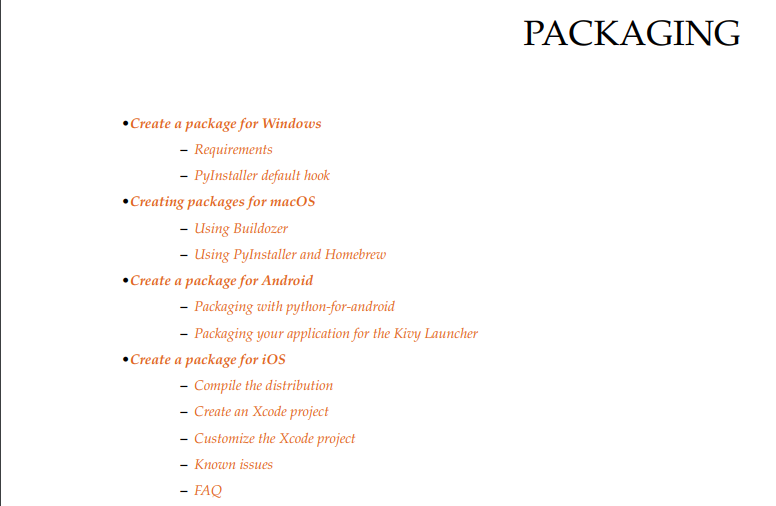 PACKAGING
•Create a package for Windows
– Requirements
– PyInstaller default hook
•Creating packages for macOS
– Using Buildozer
– Using PyInstaller and Homebrew
•Create a package for Android
– Packaging with python-for-android
– Packaging your application for the Kivy Launcher
•Create a package for iOS
– Compile the distribution
– Create an Xcode project
– Customize the Xcode project
– Known issues
– FAQ